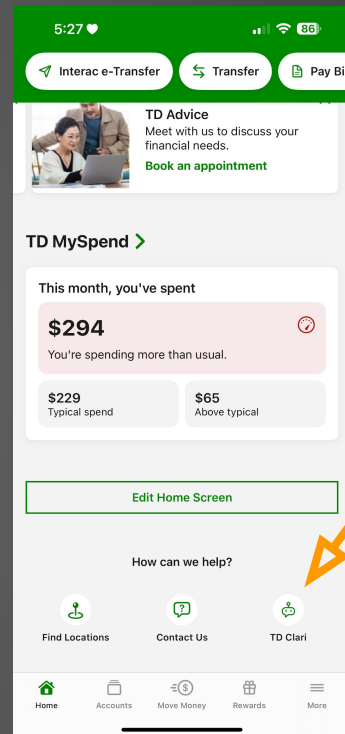 5:27
86
Interac e-Transfer
Transfer
Pay Bi
TD Advice
Meet with us to discuss your
financial needs.
Book an appointment
TD MySpend
This month, you've spent
$294
You're spending more than usual.
$229
Typical spend
$65
Above typical
Edit Home Screen
How can we help?
Find Locations
Contact Us
TD Clari
Home
Accounts
Move Money
Rewards
More